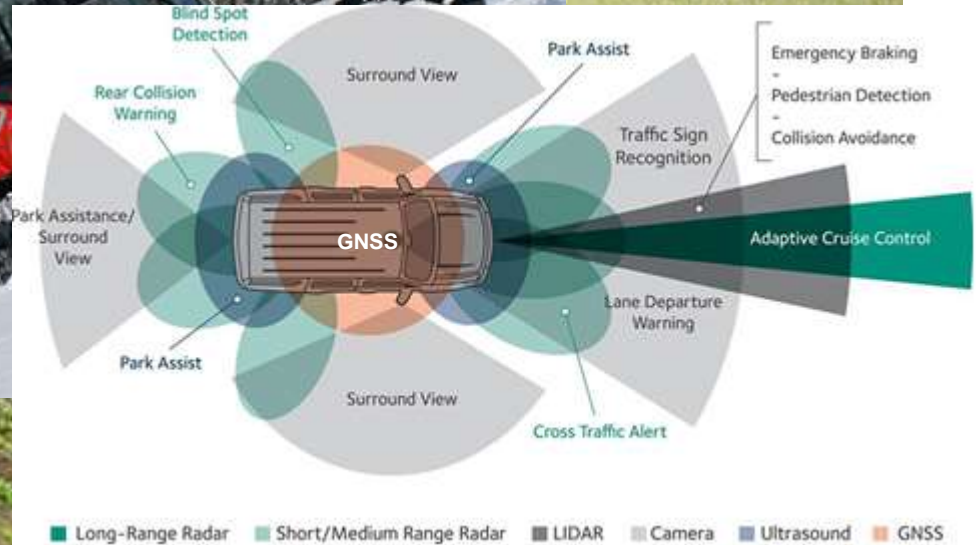 Blind Spot
Detection
Surround View
Park Assist
Emergency Braking
-
Pedestrian Detection
-
Collision Avoidance
Rear Collision
Warning
Traffic Sign
Recognition
Park Assistance/
Surround
View
GNSS
Adaptive Cruise Control
Lane Departure
Warning
Park Assist
Surround View
Cross Traffic Alert
Long-Range Radar
Short/Medium Range Radar
LIDAR
Camera
Ultrasound
GNSS